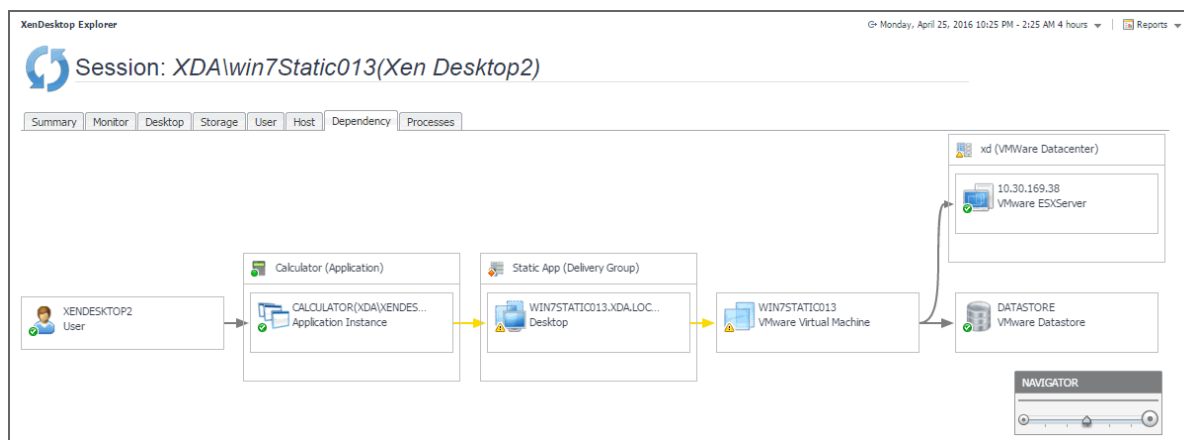 XenDesktop Explorer
Monday, April 25, 2016 10:25 PM - 2:25 AM 4 hours
Reports
Session: XDA\win7Static013(Xen Desktop2)
Summary Monitor Desktop Storage User Host Dependency Processes
xd (VMWare Datacenter)
10.30.169.38
VMware ESXServer
Calculator (Application)
Static App (Delivery Group)
XENDESKTOP2
User
CALCULATOR(XDA\XENDES...
Application Instance
WIN7STATIC013.XDA.LOC...
Desktop
WIN7STATIC013
VMware Virtual Machine
DATASTORE
VMware Datastore
NAVIGATOR